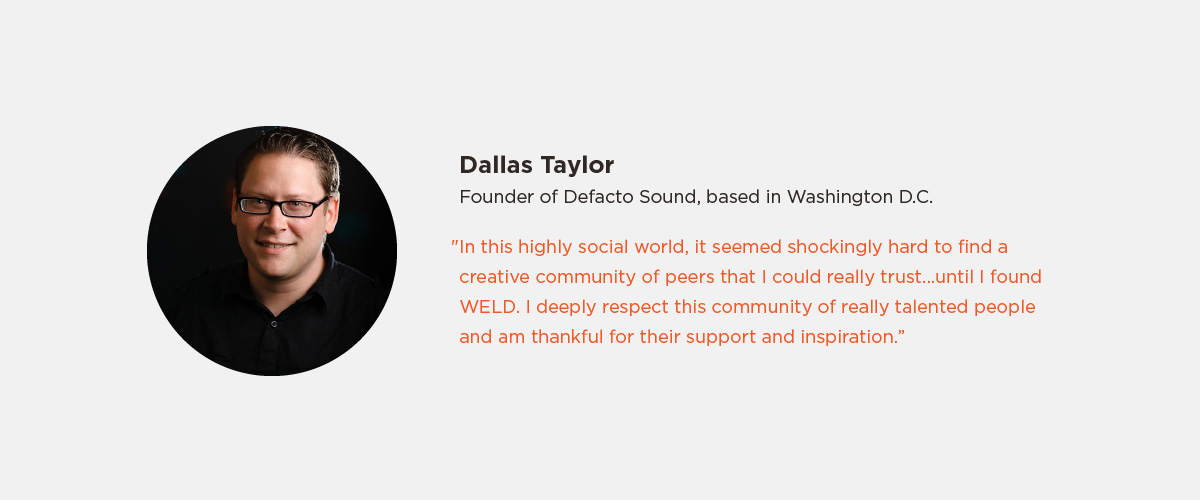 Dallas Taylor
Founder of Defacto Sound, based in Washington D.C.
"In this highly social world, it seemed shockingly hard to find a
creative community of peers that I could really trust...until I found
WELD. I deeply respect this community of really talented people
and am thankful for their support and inspiration.”